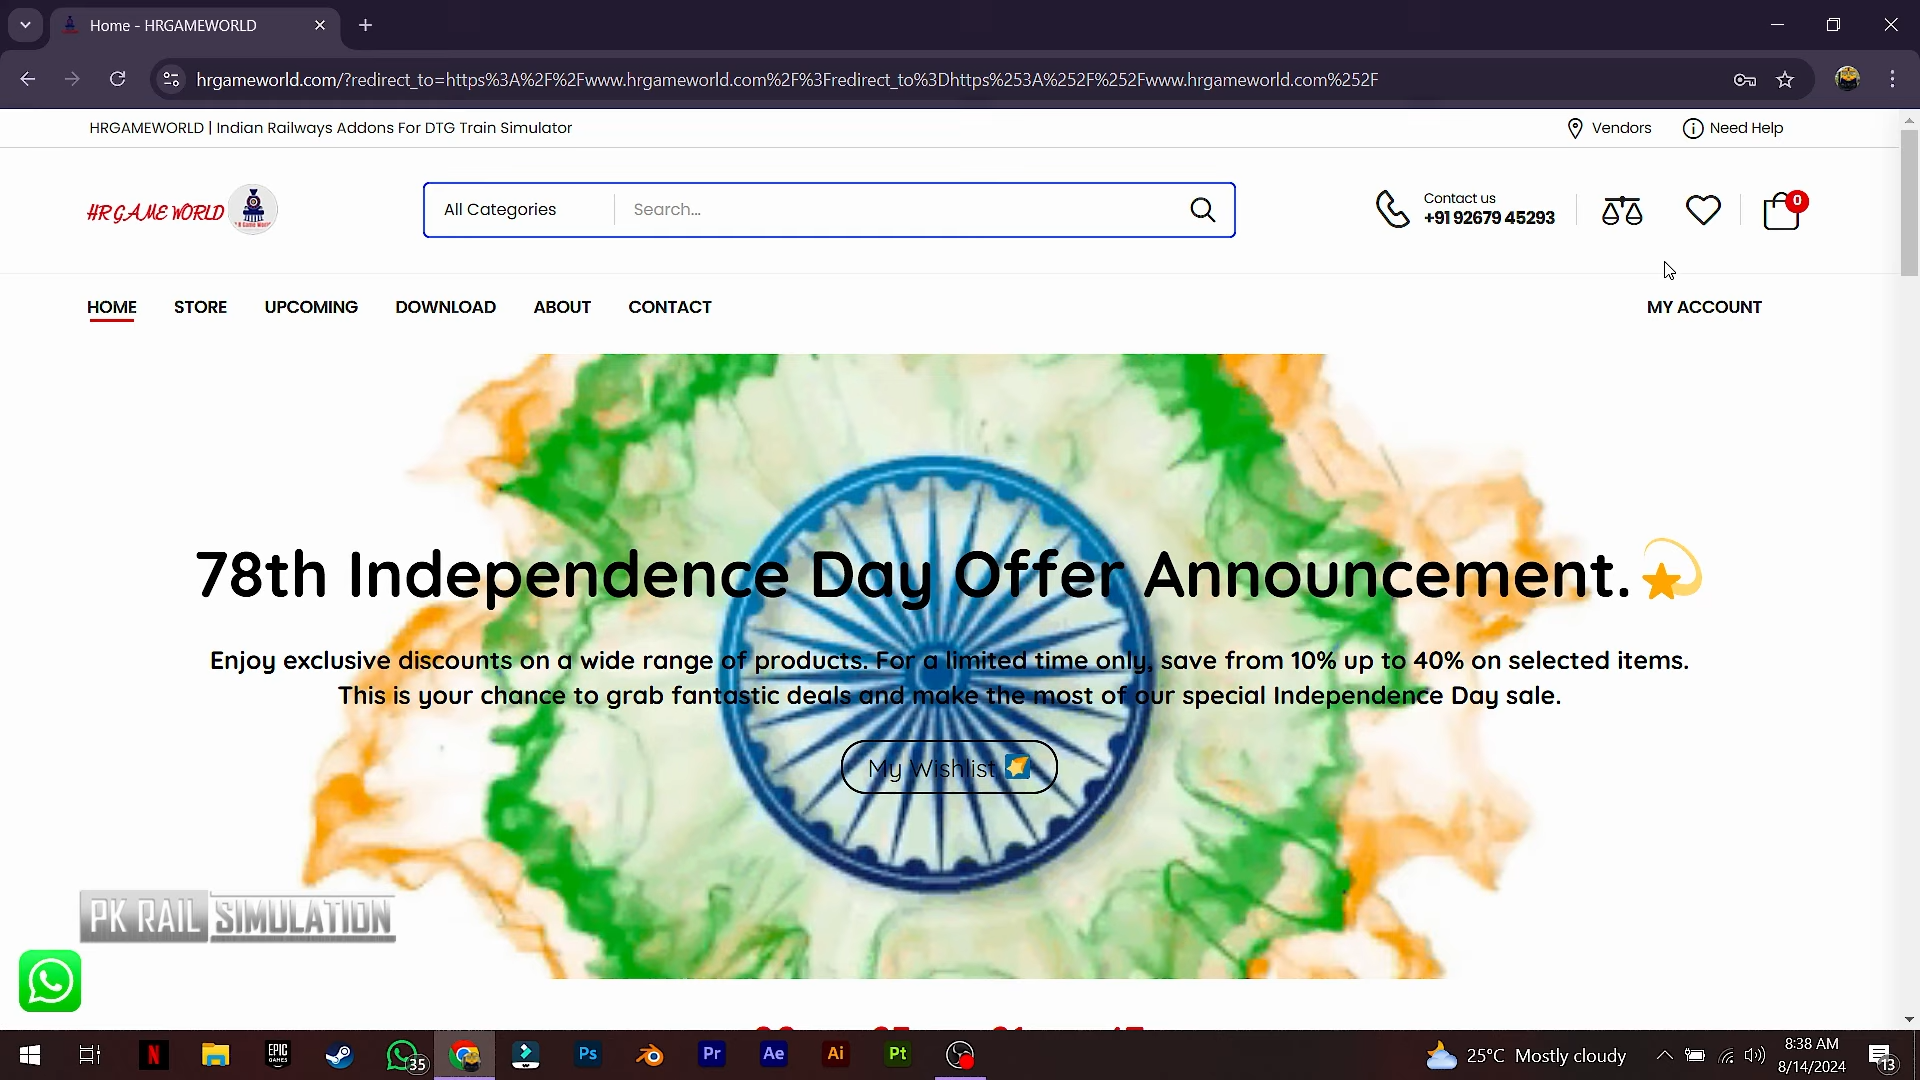 Home - HRGAMEWORLD
hrgameworld.com/?redirect_to=https%3A%2F%2Fwww.hrgameworld.com%2F%3Fredirect_to%3Dhttps%253A%252F%252Fwww.hrgameworld.com%252F
HRGAMEWORLD | Indian Railways Addons For DTG Train Simulator
Vendors
Need Help
HR GAME WORLD
All Categories
Search...
Contact us
+91 92679 45293
0
HOME
STORE
UPCOMING
DOWNLOAD
ABOUT
CONTACT
MY ACCOUNT
78th Independence Day Offer Announcement.
Enjoy exclusive discounts on a wide range of products. For a limited time only, save from 10% up to 40% on selected items.
This is your chance to grab fantastic deals and make the most of our special Independence Day sale.
My Wishlist
PK RAIL SIMULATION
N
EPIC
GAMES
35
Ps
Pr
Ae
Ai
Pt
25°C Mostly cloudy
8:38 AM
8/14/2024
13